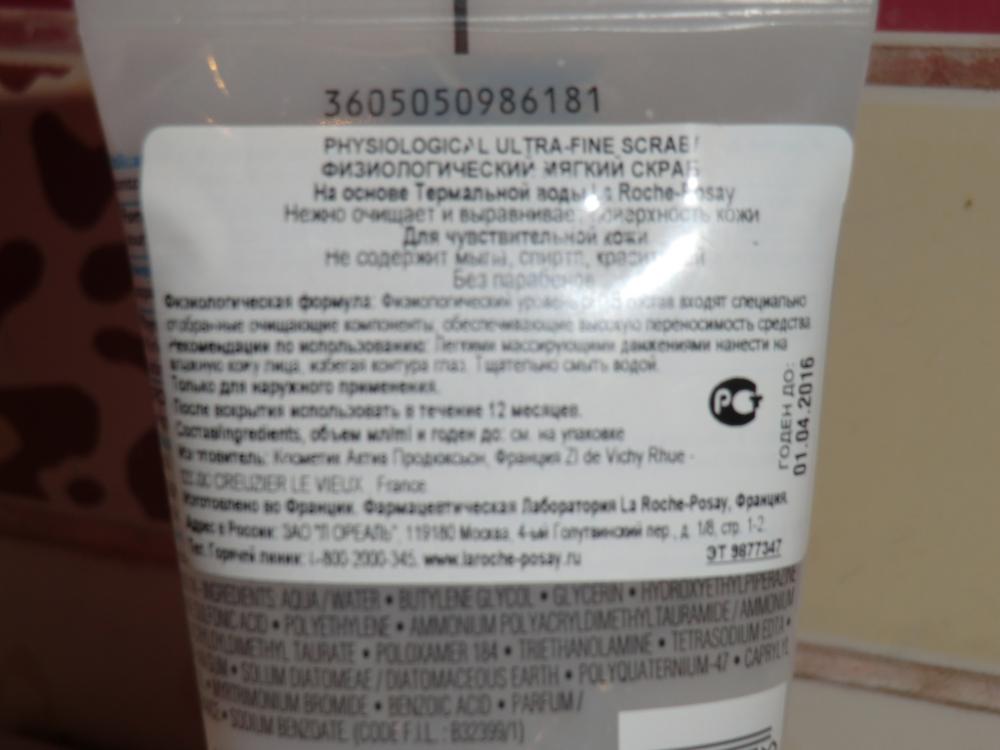 3605050986181
PHYSIOLOGICAL ULTRA-FINE SCRAB
ФИЗИОЛОГИЧЕСКИЙ МЯГКИЙ СКРАБ
На основе Термальной воды La Roche-Posay
Нежно очищает и выравнивает поверхность кожи
Для чувствительной кожи
Не содержит мыла, спирта,
Без парабенов
Физиологическая формула: Физиологический уровень состав входят специально
отобранные очищающие компоненты, обеспечивающие высокую переносимость средства
Рекомендации по использованию: Легкими массирующими движениями нанести на
влажную кожу лица, избегая контура глаз. Тщательно смыть водой.
Только для наружного применения.
После вскрытия использовать в течение 12 месяцев.
Состав/ingredients, объем мл/ml и годен до: см. на упаковке
Изготовитель: Косметик Актив Продюксьон, Франция ZI de Vichy Rhue -
CREUZIER LE VIEUX, France
Изготовлено во Франции. Фармацевтическая Лаборатория La Roche-Posay, Франция.
Адрес в России: ЗАО "Л ОРЕАЛЬ", 119180 Москва, 4-ый Голутвинский пер., д. 1/8, стр. 1-2.
Тел. Горячей линии: -800-2000-345, www.laroche-posay.ru
ЭТ 9877347
РСТ
ГОДЕН ДО:
01.04.2016
INGREDIENTS: AQUA / WATER • BUTYLENE GLYCOL • GLYCERIN • HYDROXYETHYLPIPERAZINE
SULFONIC ACID • POLYETHYLENE • AMMONIUM POLYACRYLDIMETHYLTAURAMIDE / AMMONIUM
TAURATE • POLOXAMER 184 • TRIETHANOLAMINE • TETRASODIUM EDTA •
• SOLUM DIATOMEAE / DIATOMACEOUS EARTH • POLYQUATERNIUM-47 • CAPRYLYL
MYRTRIMONIUM BROMIDE • BENZOIC ACID • PARFUM /
• SODIUM BENZOATE (CODE F.I.L.: B32399/1)